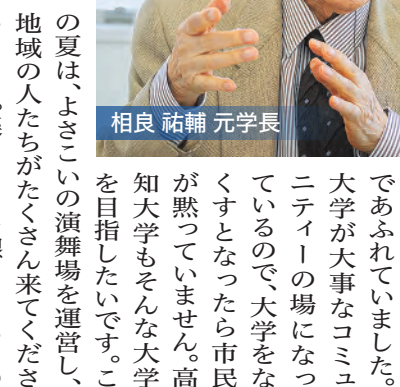 相良 祐輔 元学長
であふれていました。
大学が大事なコミュ
ニティーの場になっ
ているので、大学をな
くすとなったら市民
が黙っていません。高
知大学もそんな大学
を目指したいです。こ
の夏は、よさこいの演舞場を運営し、
地域の人たちがたくさん来てくださ